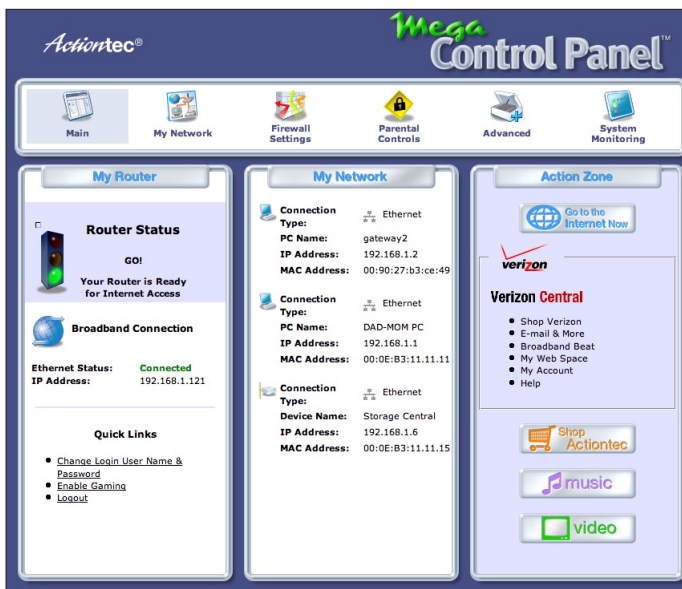 Actiontec®
Mega
Control Panel™
Main
My Network
Firewall
Settings
Parental
Controls
Advanced
System
Monitoring
My Router
Router Status
GO!
Your Router is Ready
for Internet Access
Broadband Connection
Ethernet Status: Connected
IP Address: 192.168.1.121
Quick Links
Change Login User Name &
Password
Enable Gaming
Logout
My Network
Connection Ethernet
Type:
PC Name: gateway2
IP Address: 192.168.1.2
MAC Address: 00:90:27:b3:ce:49
Connection Ethernet
Type:
PC Name: DAD-MOM PC
IP Address: 192.168.1.1
MAC Address: 00:0E:B3:11.11.11
Connection Ethernet
Type:
Device Name: Storage Central
IP Address: 192.168.1.6
MAC Address: 00:0E:B3:11.11.15
Action Zone
Go to the
Internet Now
verizon
Verizon Central
Shop Verizon
E-mail & More
Broadband Beat
My Web Space
My Account
Help
Shop
Actiontec
music
video